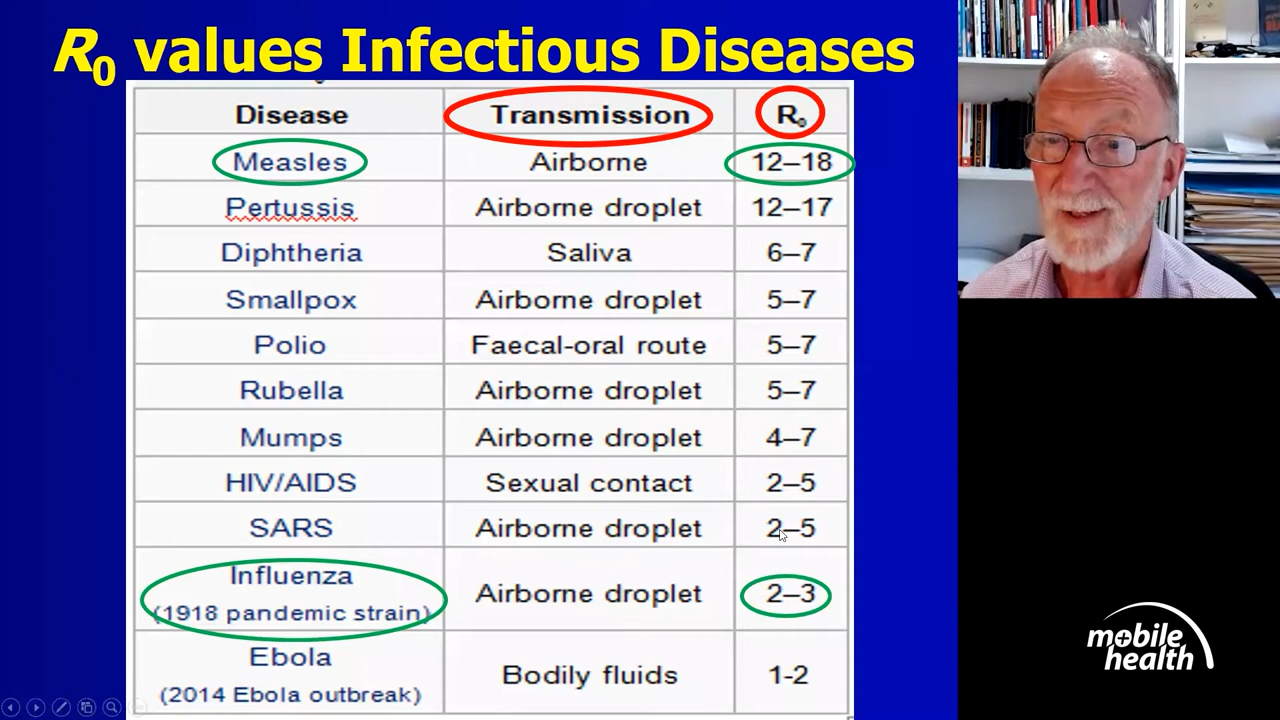 R0 values Infectious Diseases
Disease Transmission R0
Measles Airborne 12–18
Pertussis Airborne droplet 12–17
Diphtheria Saliva 6–7
Smallpox Airborne droplet 5–7
Polio Faecal-oral route 5–7
Rubella Airborne droplet 5–7
Mumps Airborne droplet 4–7
HIV/AIDS Sexual contact 2–5
SARS Airborne droplet 2–5
Influenza
(1918 pandemic strain) Airborne droplet 2–3
Ebola
(2014 Ebola outbreak) Bodily fluids 1-2
mobile
health